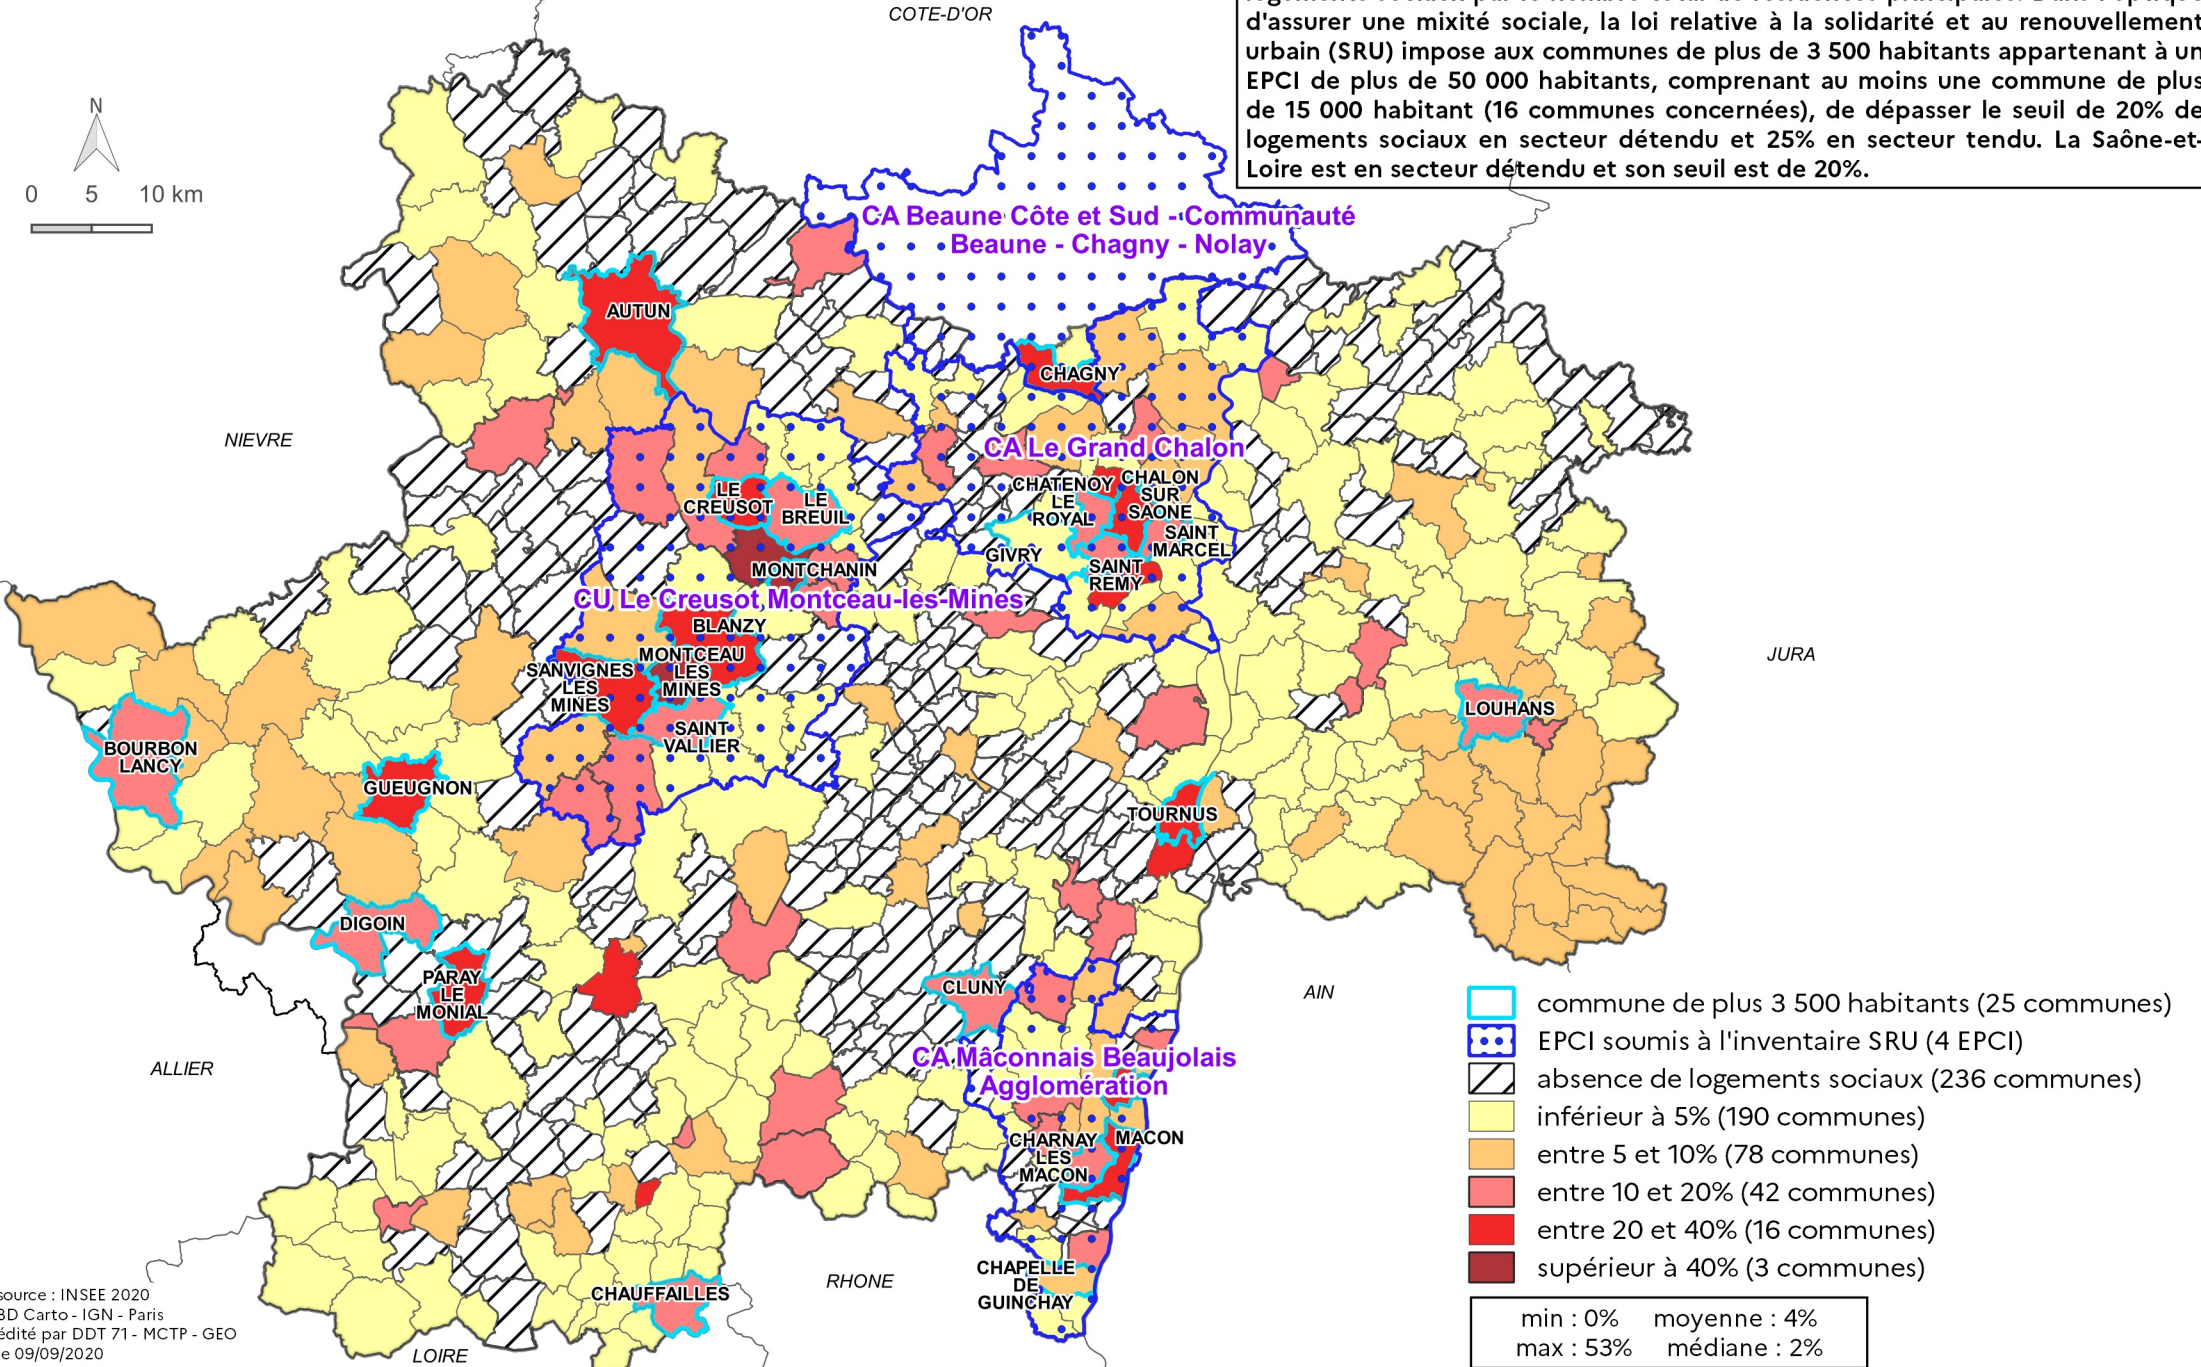 COTE-D'OR
d'assurer une mixité sociale, la loi relative à la solidarité et au renouvellement
urbain (SRU) impose aux communes de plus de 3 500 habitants appartenant à un
EPCI de plus de 50 000 habitants, comprenant au moins une commune de plus
de 15 000 habitant (16 communes concernées), de dépasser le seuil de 20% de
logements sociaux en secteur détendu et 25% en secteur tendu. La Saône-et-
Loire est en secteur détendu et son seuil est de 20%.
N
0 5 10 km
CA Beaune Côte et Sud - Communauté
Beaune - Chagny - Nolay
AUTUN
CHAGNY
NIEVRE
CA Le Grand Chalon
LE
CREUSOT
LE
BREUIL
CHATENOY
LE
ROYAL
CHALON
SUR
SAONE
SAINT
MARCEL
GIVRY
MONTCHANIN
SAINT
REMY
CU Le Creusot Montceau-les-Mines
BLANZY
MONTCEAU
LES
MINES
SANVIGNES
LES
MINES
SAINT
VALLIER
JURA
LOUHANS
BOURBON
LANCY
GUEUGNON
TOURNUS
DIGOIN
PARAY
LE
MONIAL
CLUNY
AIN
ALLIER
CA Mâconnais Beaujolais
Agglomération
CHARNAY
LES
MACON
MACON
CHAPELLE
DE
GUINCHAY
CHAUFFAILLES
RHONE
LOIRE
commune de plus 3 500 habitants (25 communes)
EPCI soumis à l'inventaire SRU (4 EPCI)
absence de logements sociaux (236 communes)
inférieur à 5% (190 communes)
entre 5 et 10% (78 communes)
entre 10 et 20% (42 communes)
entre 20 et 40% (16 communes)
supérieur à 40% (3 communes)
min : 0% moyenne : 4%
max : 53% médiane : 2%
source : INSEE 2020
BD Carto - IGN - Paris
édité par DDT 71 - MCTP - GEO
le 09/09/2020